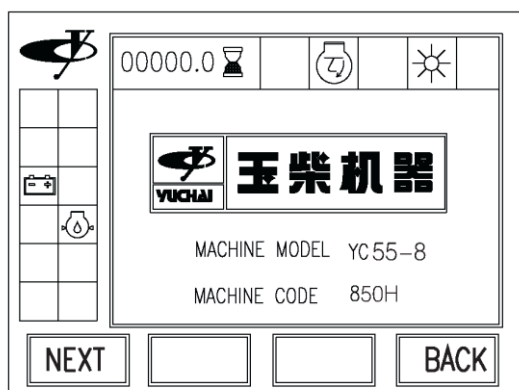 00000.0
YUCHAI 玉柴机器
MACHINE MODEL YC55-8
MACHINE CODE 850H
NEXT BACK